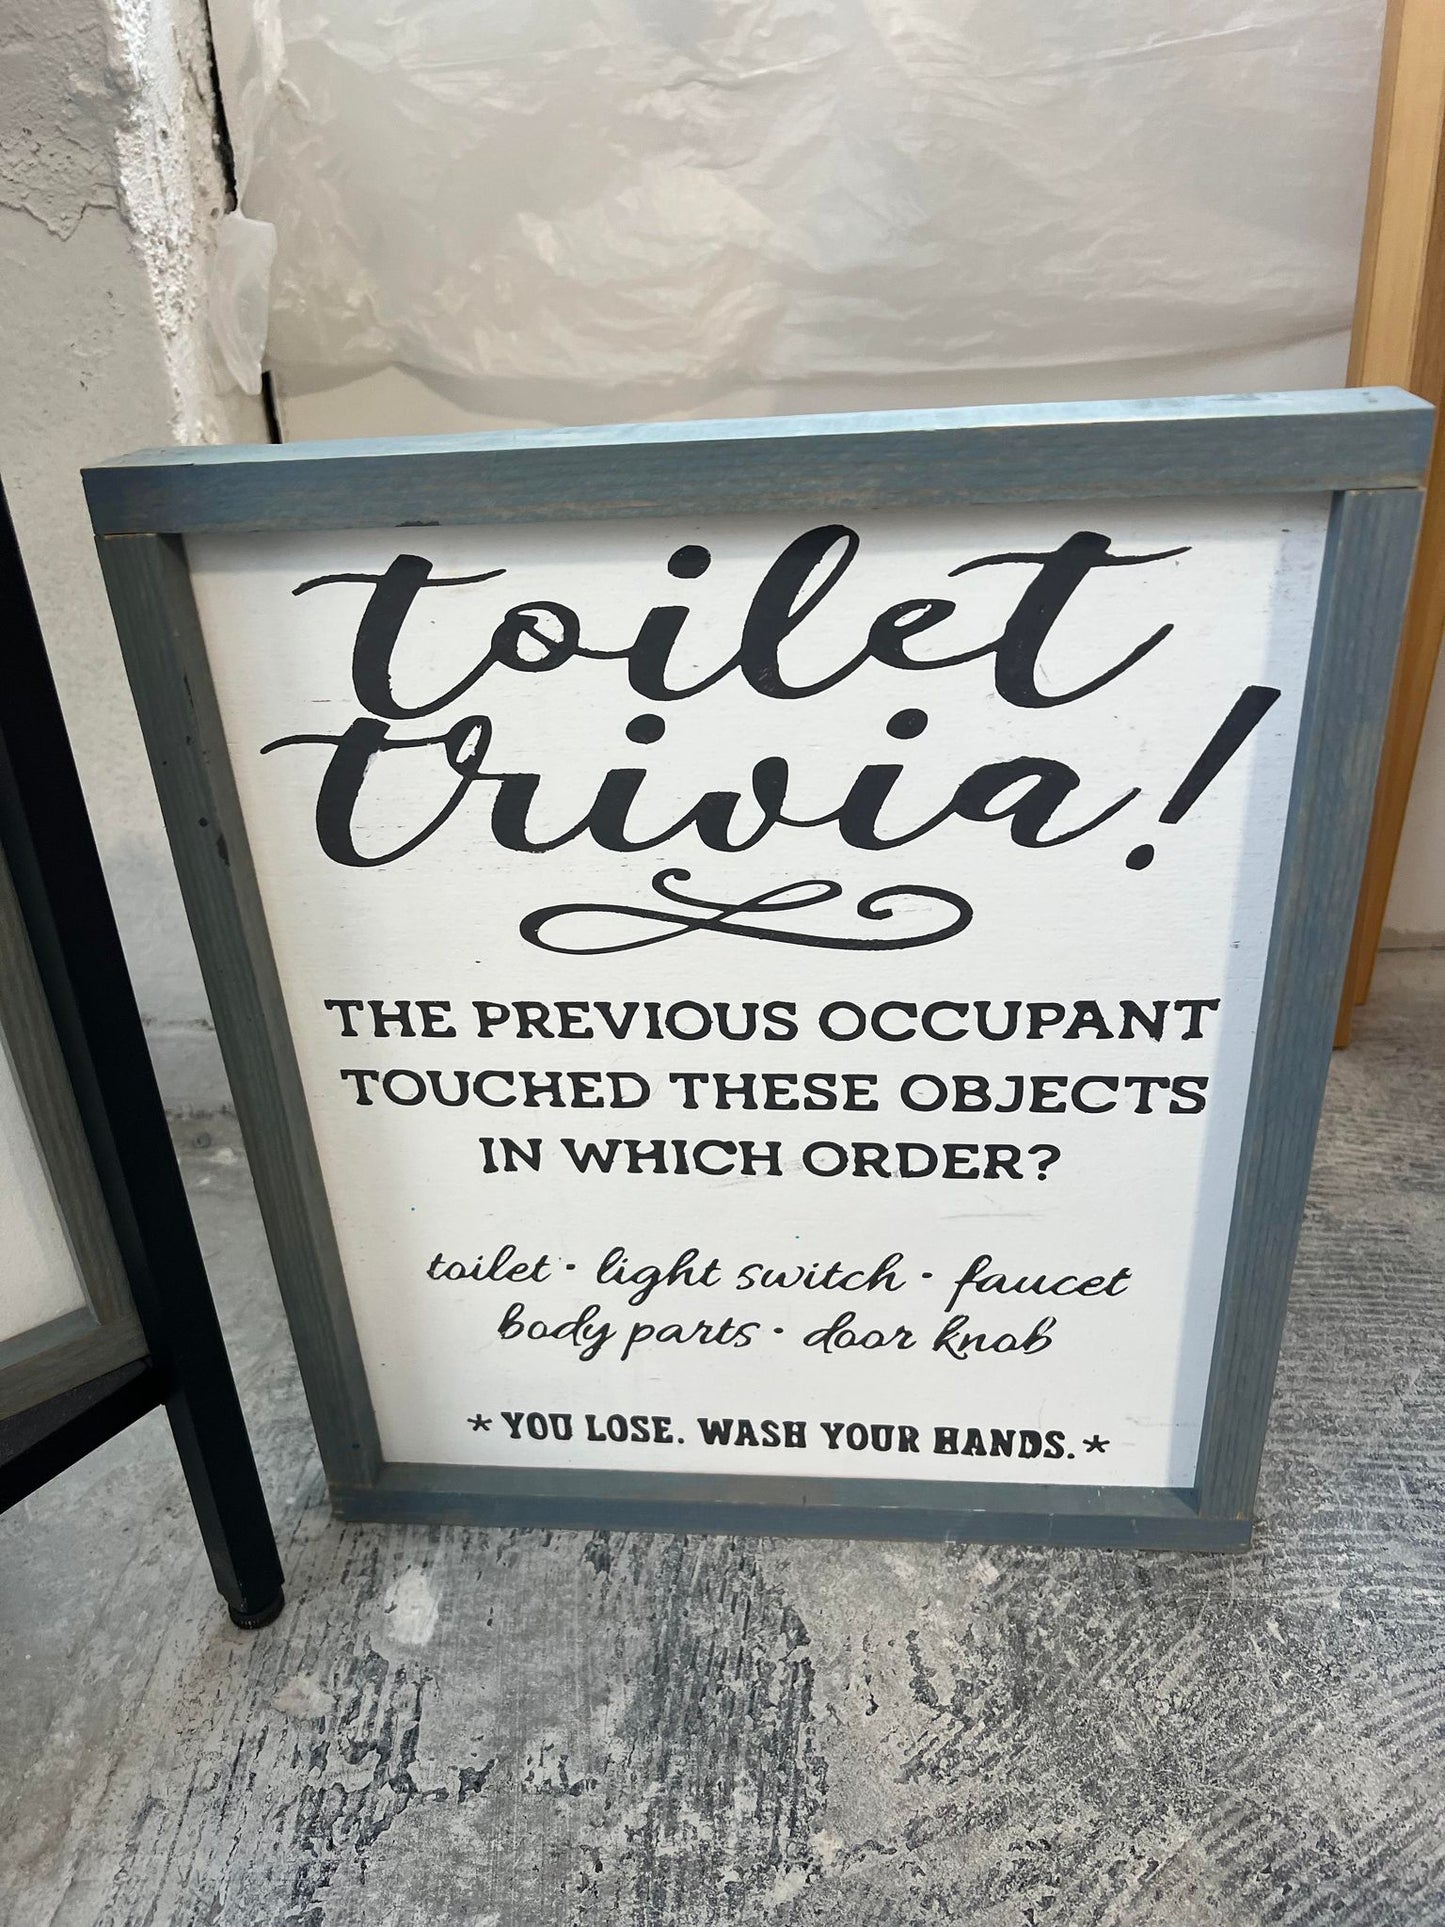 toilet
trivia!
THE PREVIOUS OCCUPANT
TOUCHED THESE OBJECTS
IN WHICH ORDER?
toilet · light switch · faucet
body parts · door knob
* YOU LOSE. WASH YOUR HANDS. *